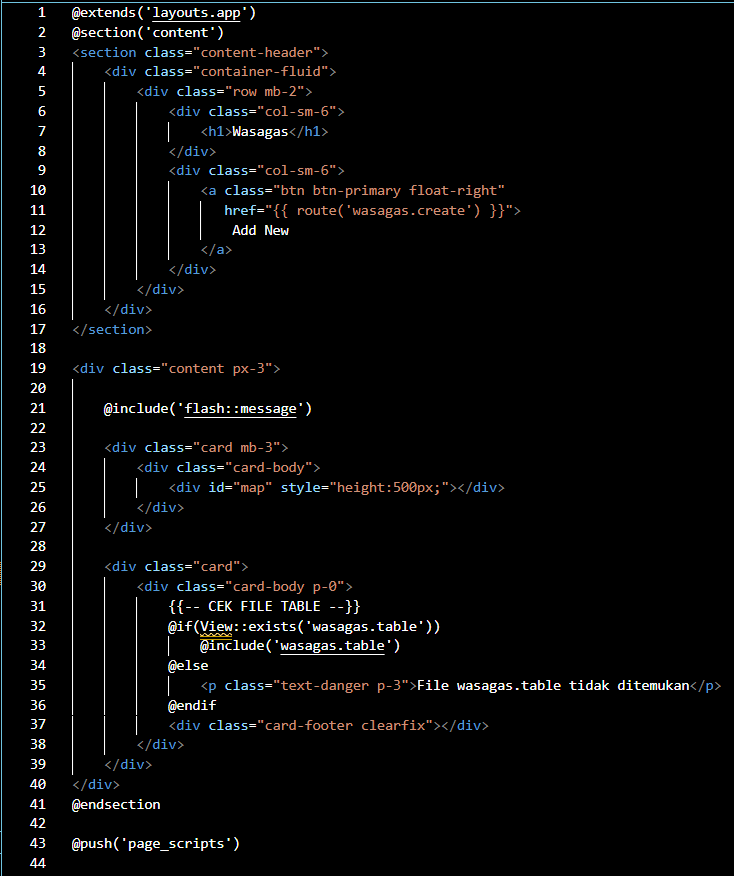 1 @extends('layouts.app')
2 @section('content')
3 <section class="content-header">
4     <div class="container-fluid">
5         <div class="row mb-2">
6             <div class="col-sm-6">
7                 <h1>Wasagas</h1>
8             </div>
9             <div class="col-sm-6">
10                 <a class="btn btn-primary float-right"
11                    href="{{ route('wasagas.create') }}">
12                     Add New
13                 </a>
14             </div>
15         </div>
16     </div>
17 </section>
18
19 <div class="content px-3">
20
21     @include('flash::message')
22
23     <div class="card mb-3">
24         <div class="card-body">
25             <div id="map" style="height:500px;"></div>
26         </div>
27     </div>
28
29     <div class="card">
30         <div class="card-body p-0">
31             {{-- CEK FILE TABLE --}}
32             @if(View::exists('wasagas.table'))
33                 @include('wasagas.table')
34             @else
35                 <p class="text-danger p-3">File wasagas.table tidak ditemukan</p>
36             @endif
37             <div class="card-footer clearfix"></div>
38         </div>
39     </div>
40 </div>
41 @endsection
42
43 @push('page_scripts')
44